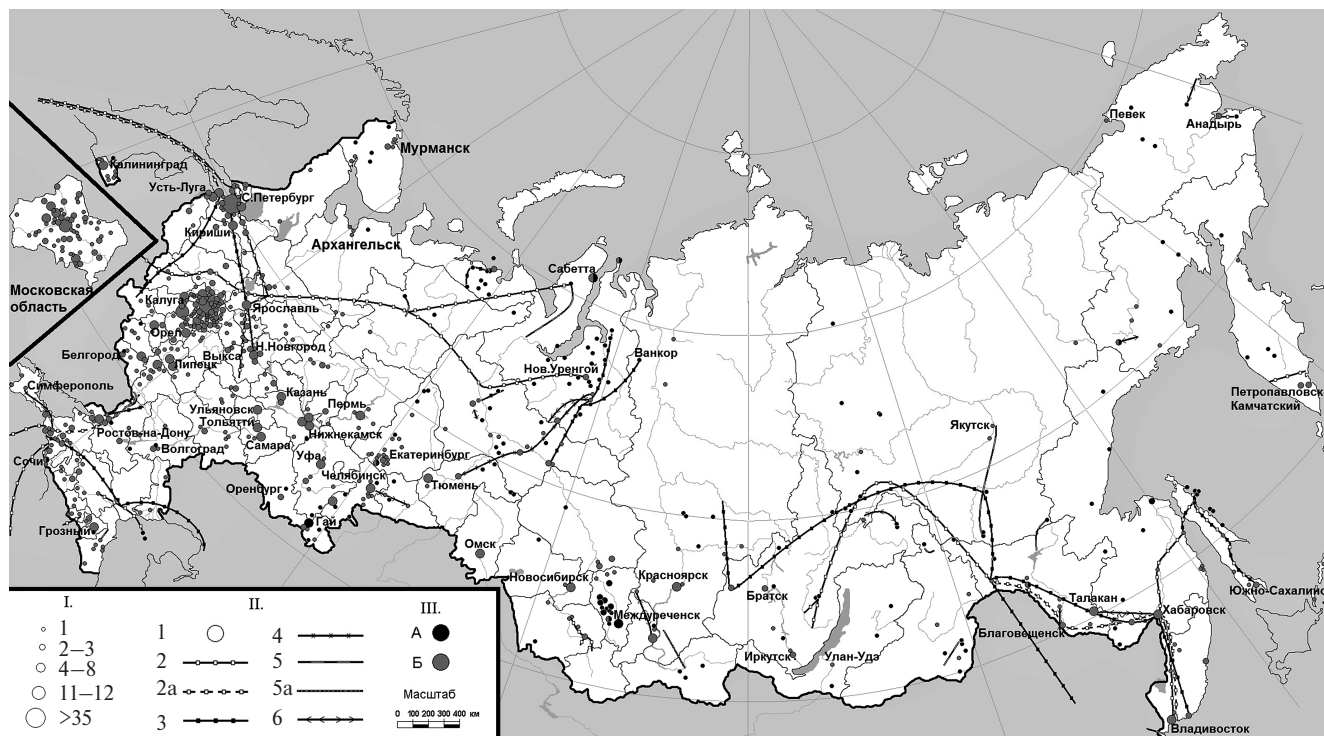 Певек
Анадырь
Мурманск
Калининград
Усть-Луга
С.Петербург
Кириши
Архангельск
Сабетта
Московская
область
Калуга
Ярославль
Орел
Белгород
Выкса
Н.Новгород
Липецк
Ванкор
Нов.Уренгой
Симферополь
Казань
Ульяновск
Пермь
Тольятти
Петропавловск
Камчатский
Ростов-на-Дону
Нижнекамск
Якутск
Волгоград
Самара
Сочи
Уфа
Екатеринбург
Челябинск
Оренбург
Тюмень
Грозный
Гай
Омск
Новосибирск
Красноярск
Братск
Междуреченск
Талакан
Хабаровск
Южно-Сахалинс
Благовещенск
Иркутск
Улан-Удэ
Владивосток
I.
II.
III.
1
2–3
4–8
11–12
>35
1
2
2а
3
4
5
5а
6
А
Б
Масштаб
0 100 200 300 400 км